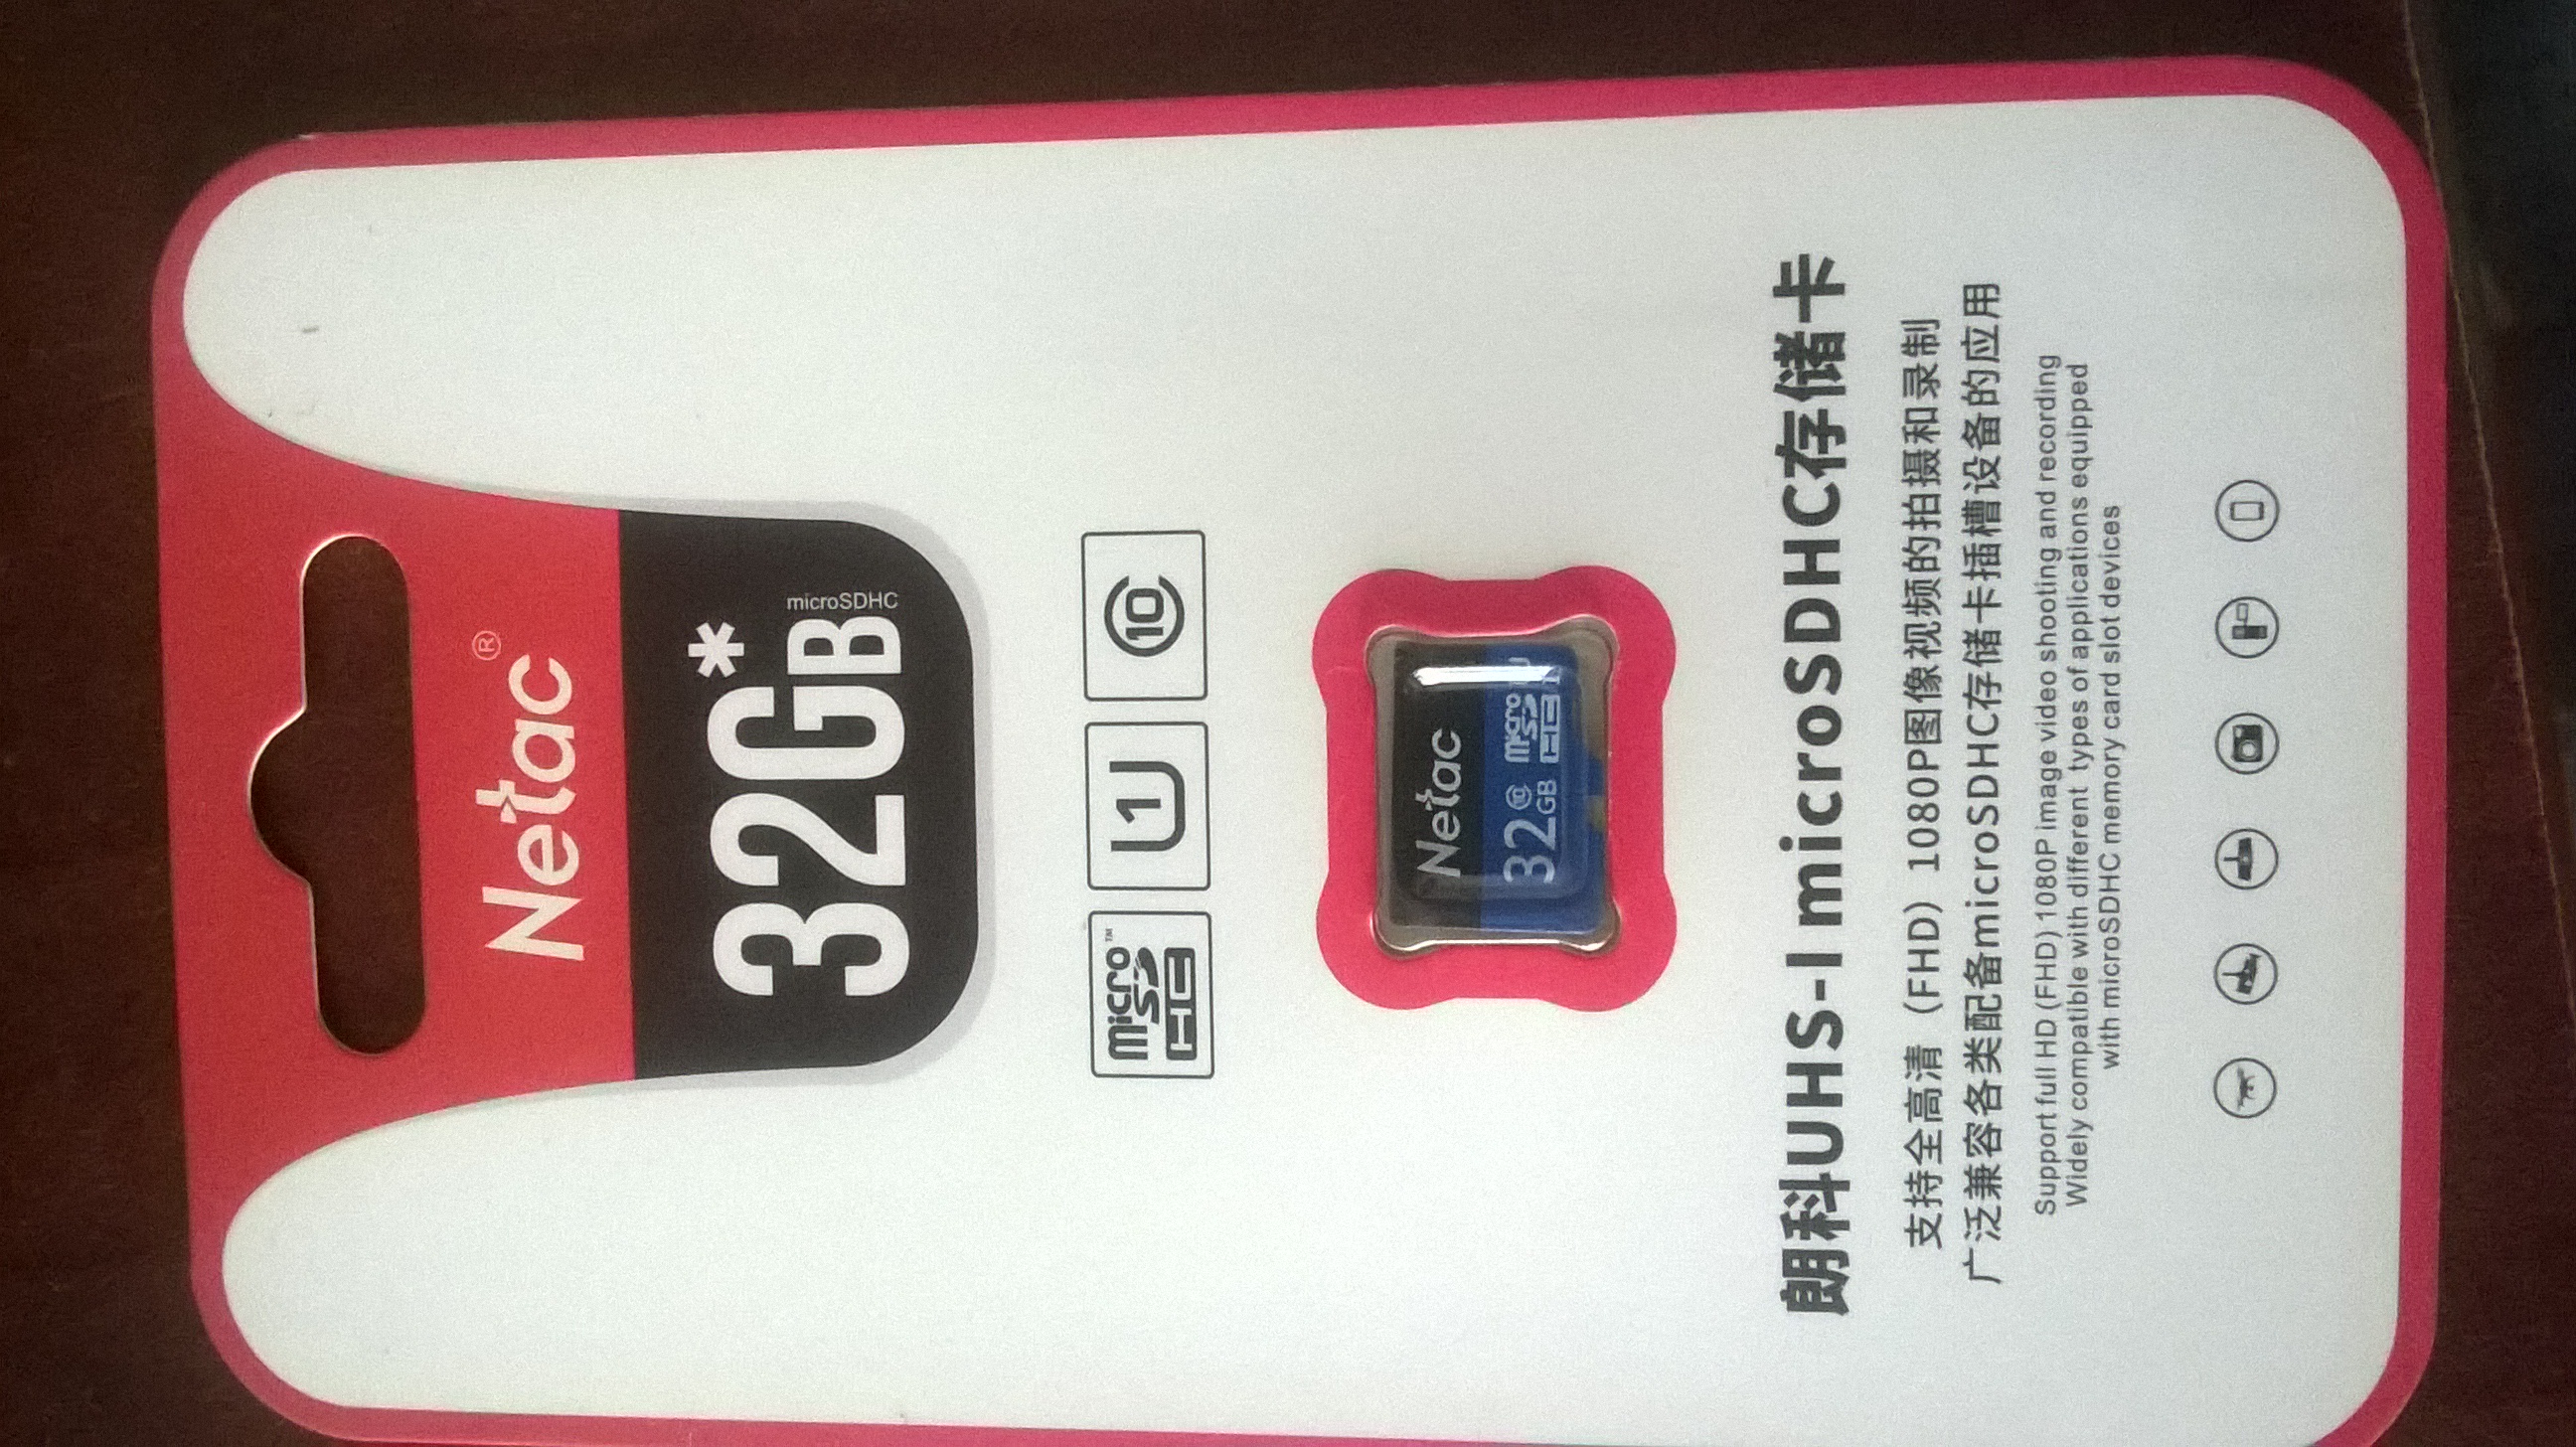 Netac®
32GB*
microSDHC
micro SD HC™
U1
C10
Netac
32GB C10 micro SD HC
朗科UHS-I microSDHC存储卡
支持全高清（FHD）1080P图像视频的拍摄和录制
广泛兼容各类配备microSDHC存储卡插槽设备的应用
Support full HD (FHD) 1080P image video shooting and recording
Widely compatible with different types of applications equipped
with microSDHC memory card slot devices